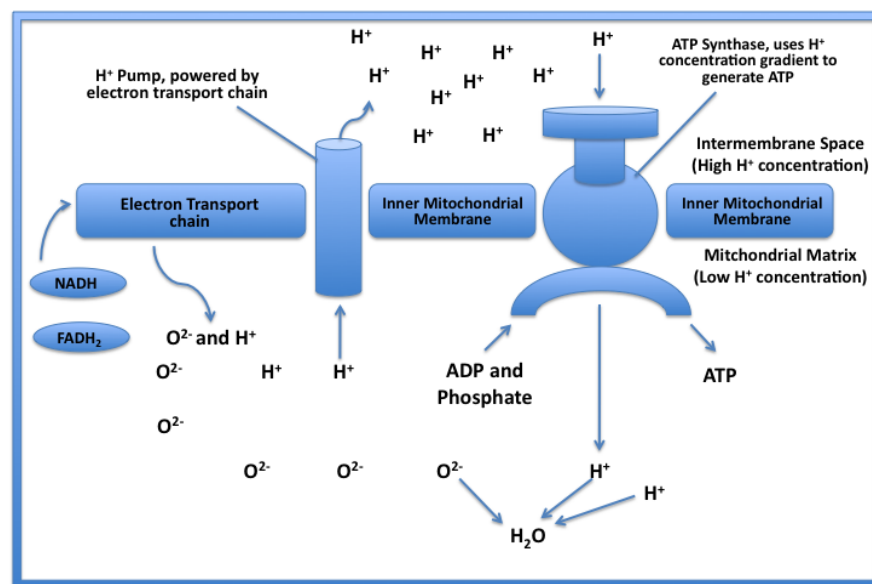 H⁺ Pump, powered by
electron transport chain
H⁺
H⁺
H⁺
H⁺
H⁺
H⁺
H⁺
H⁺
H⁺
H⁺
ATP Synthase, uses H⁺
concentration gradient to
generate ATP
Intermembrane Space
(High H⁺ concentration)
Electron Transport
chain
Inner Mitochondrial
Membrane
Inner Mitochondrial
Membrane
Mitchondrial Matrix
(Low H⁺ concentration)
NADH
FADH₂
O²⁻ and H⁺
O²⁻
H⁺
H⁺
ADP and
Phosphate
ATP
O²⁻
O²⁻
O²⁻
O²⁻
H⁺
H⁺
H₂O